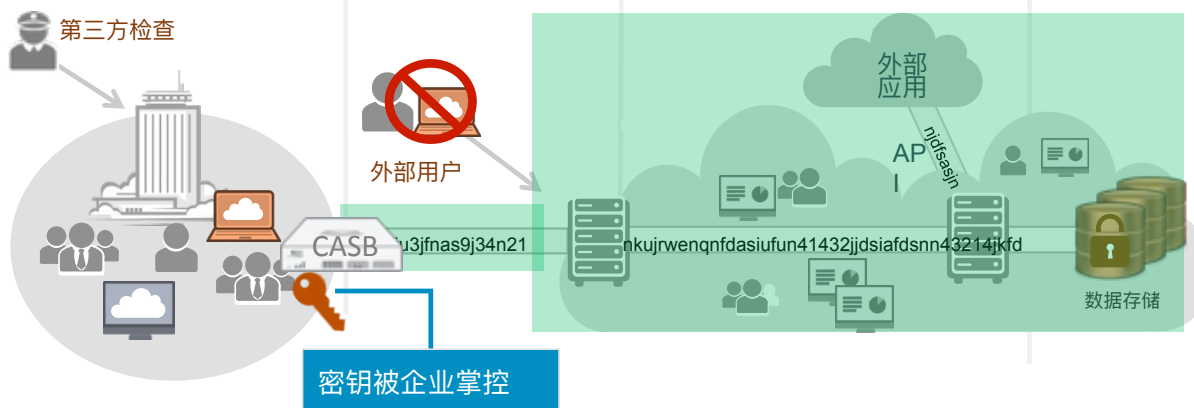 第三方检查
外部
应用
njdfsasjn
AP
I
外部用户
CASB
u3jfnas9j34n21
nkujrwenqnfdasiufun41432jjdsiafdsnn43214jkfd
数据存储
密钥被企业掌控